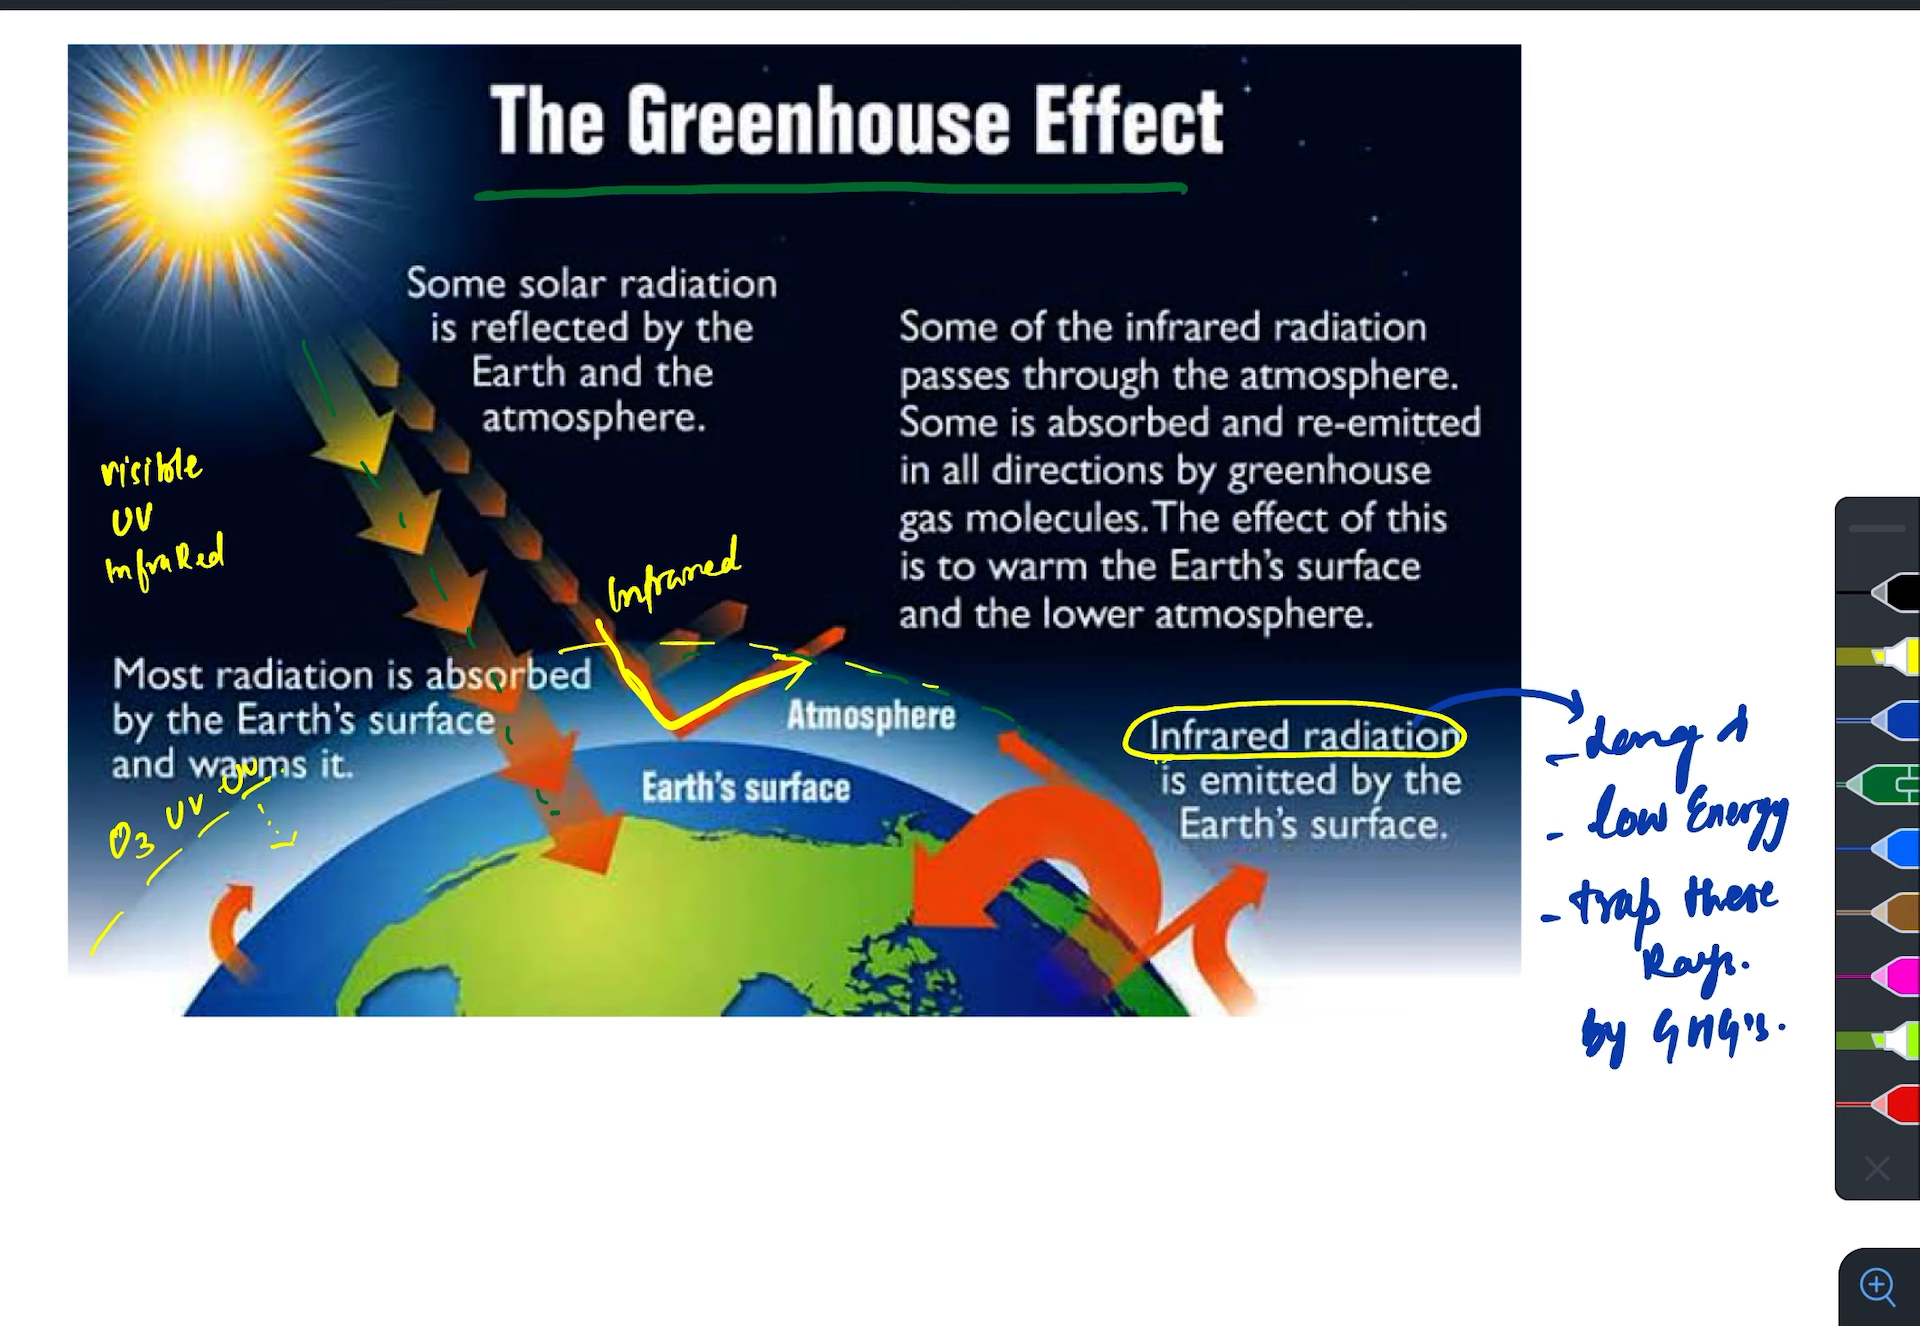 The Greenhouse Effect
Some solar radiation
is reflected by the
Earth and the
atmosphere.
Some of the infrared radiation
passes through the atmosphere.
Some is absorbed and re-emitted
in all directions by greenhouse
gas molecules. The effect of this
is to warm the Earth's surface
and the lower atmosphere.
visible
UV
InfraRed
Infrared
Most radiation is absorbed
by the Earth's surface
and warms it.
O3 UV UV
Atmosphere
Earth's surface
Infrared radiation
is emitted by the
Earth's surface.
- Long λ
- low Energy
- trap these
Rays.
by GHG's.